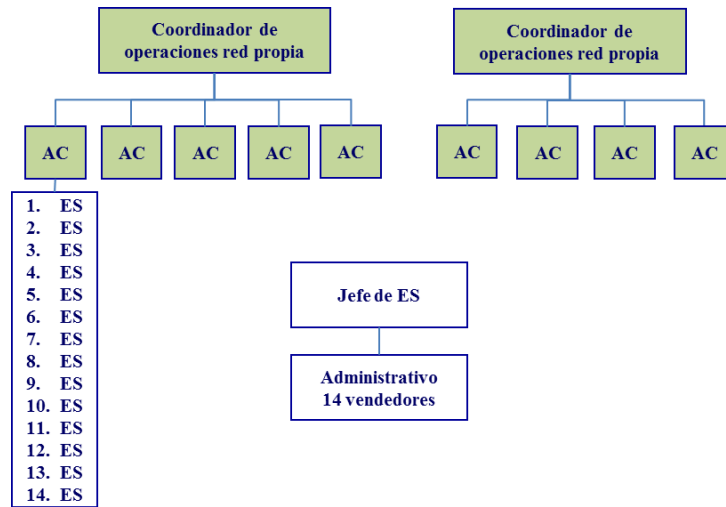 Coordinador de
operaciones red propia
Coordinador de
operaciones red propia
AC
AC
AC
AC
AC
AC
AC
AC
AC
1. ES
2. ES
3. ES
4. ES
5. ES
6. ES
7. ES
8. ES
9. ES
10. ES
11. ES
12. ES
13. ES
14. ES
Jefe de ES
Administrativo
14 vendedores